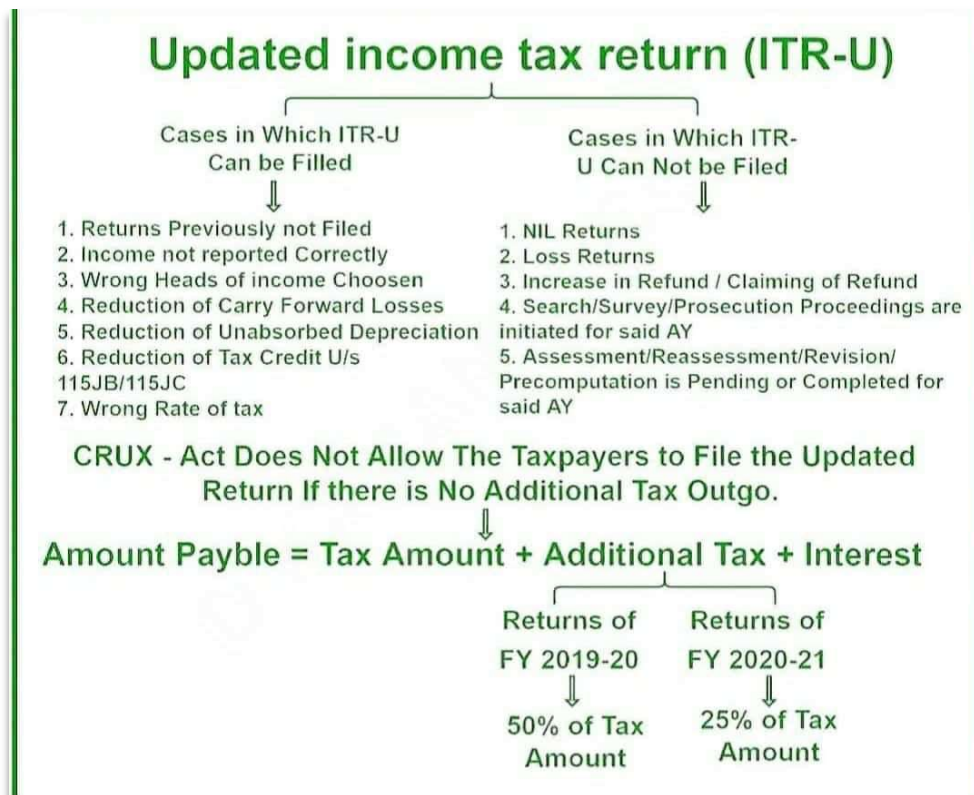 Updated income tax return (ITR-U)
Cases in Which ITR-U
Can be Filled
1. Returns Previously not Filed
2. Income not reported Correctly
3. Wrong Heads of income Choosen
4. Reduction of Carry Forward Losses
5. Reduction of Unabsorbed Depreciation
6. Reduction of Tax Credit U/s
115JB/115JC
7. Wrong Rate of tax
Cases in Which ITR-
U Can Not be Filed
1. NIL Returns
2. Loss Returns
3. Increase in Refund / Claiming of Refund
4. Search/Survey/Prosecution Proceedings are
initiated for said AY
5. Assessment/Reassessment/Revision/
Precomputation is Pending or Completed for
said AY
CRUX - Act Does Not Allow The Taxpayers to File the Updated
Return If there is No Additional Tax Outgo.
Amount Payble = Tax Amount + Additional Tax + Interest
Returns of
FY 2019-20
50% of Tax
Amount
Returns of
FY 2020-21
25% of Tax
Amount